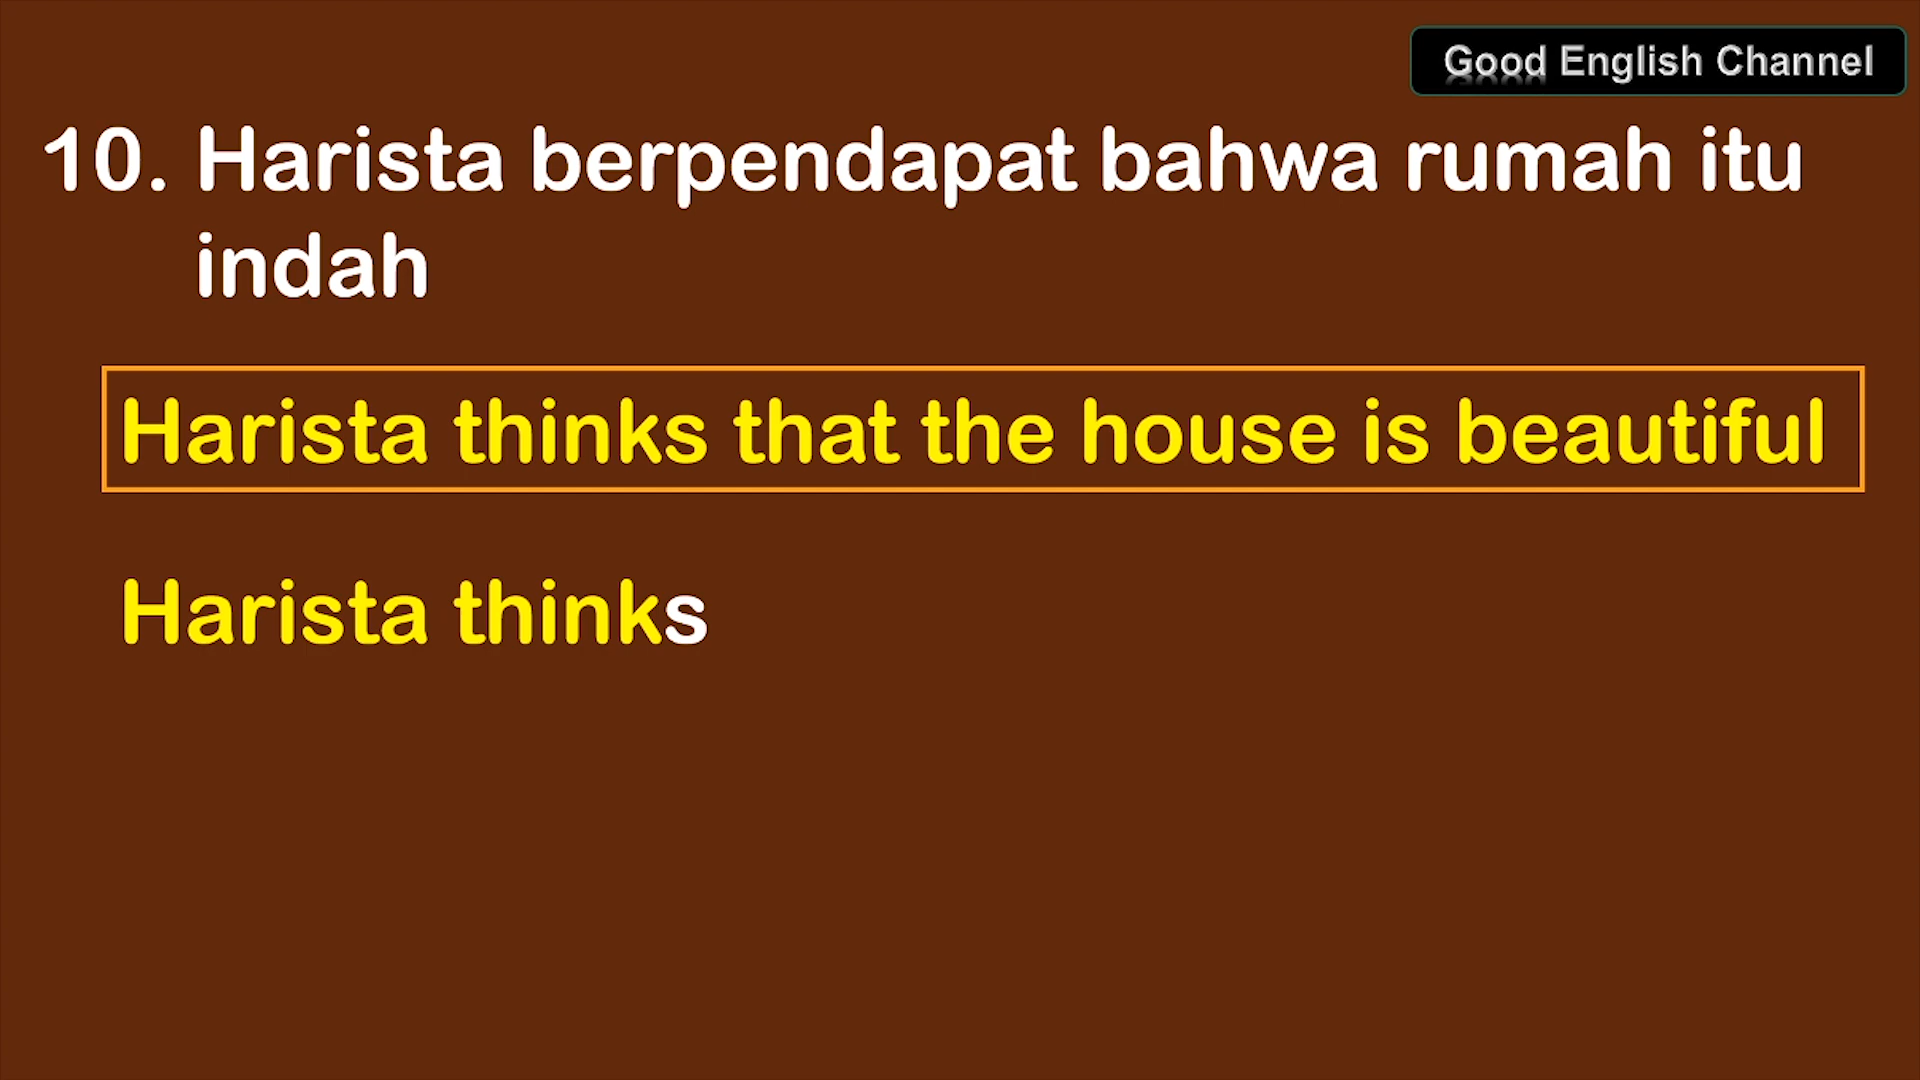 Good English Channel
10. Harista berpendapat bahwa rumah itu
indah
Harista thinks that the house is beautiful
Harista thinks